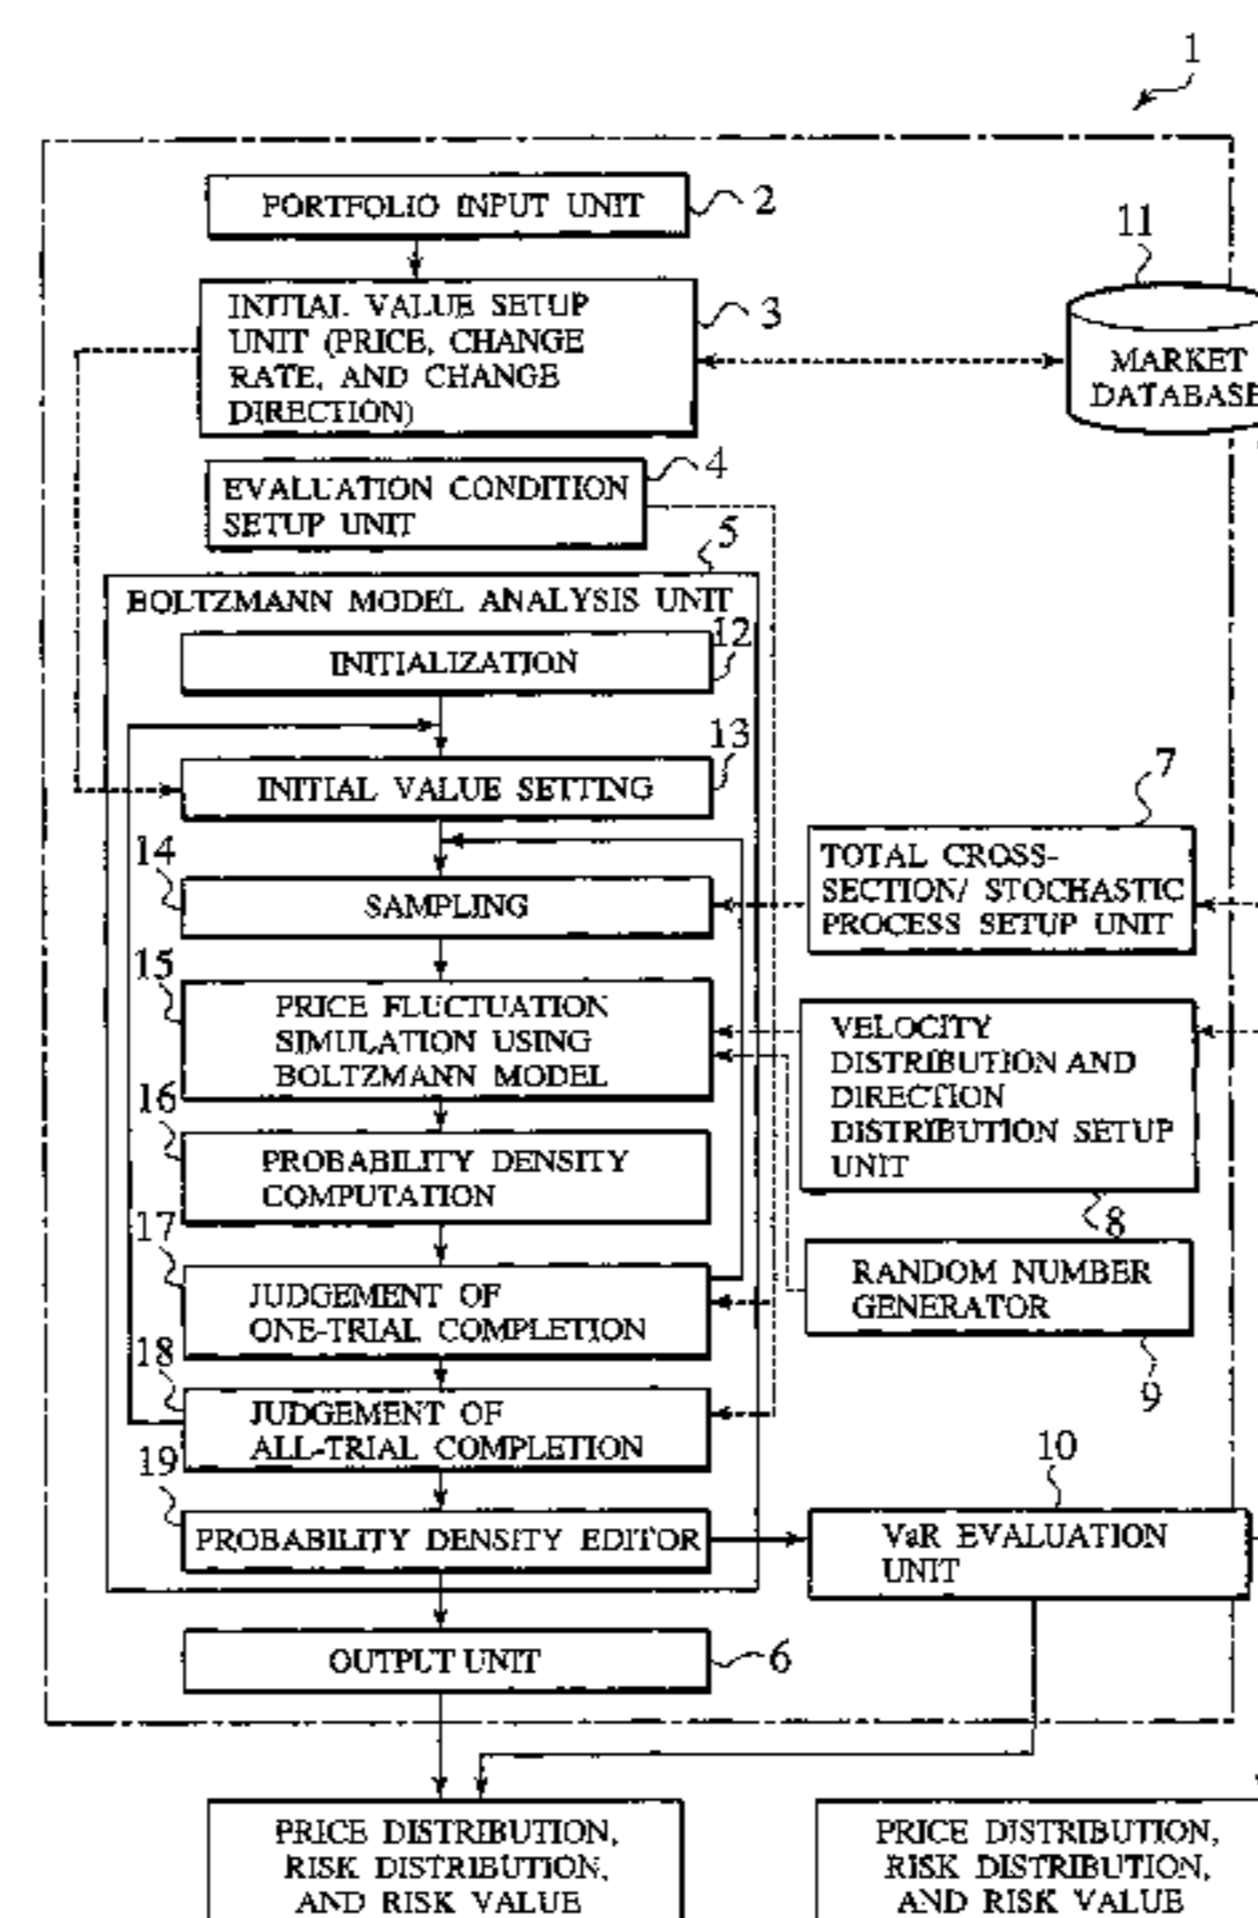 1
PORTFOLIO INPUT UNIT
2
11
INITIAL VALUE SETUP
UNIT (PRICE, CHANGE
RATE, AND CHANGE
DIRECTION)
3
MARKET
DATABASE
EVALUATION CONDITION
SETUP UNIT
4
5
BOLTZMANN MODEL ANALYSIS UNIT
12
INITIALIZATION
13
INITIAL VALUE SETTING
7
14
SAMPLING
TOTAL CROSS-
SECTION/ STOCHASTIC
PROCESS SETUP UNIT
15
PRICE FLUCTUATION
SIMULATION USING
BOLTZMANN MODEL
VELOCITY
DISTRIBUTION AND
DIRECTION
DISTRIBUTION SETUP
UNIT
8
16
PROBABILITY DENSITY
COMPUTATION
17
JUDGEMENT OF
ONE-TRIAL COMPLETION
RANDOM NUMBER
GENERATOR
9
18
JUDGEMENT OF
ALL-TRIAL COMPLETION
19
PROBABILITY DENSITY EDITOR
10
VaR EVALUATION
UNIT
OUTPUT UNIT
6
PRICE DISTRIBUTION,
RISK DISTRIBUTION,
AND RISK VALUE
PRICE DISTRIBUTION,
RISK DISTRIBUTION,
AND RISK VALUE